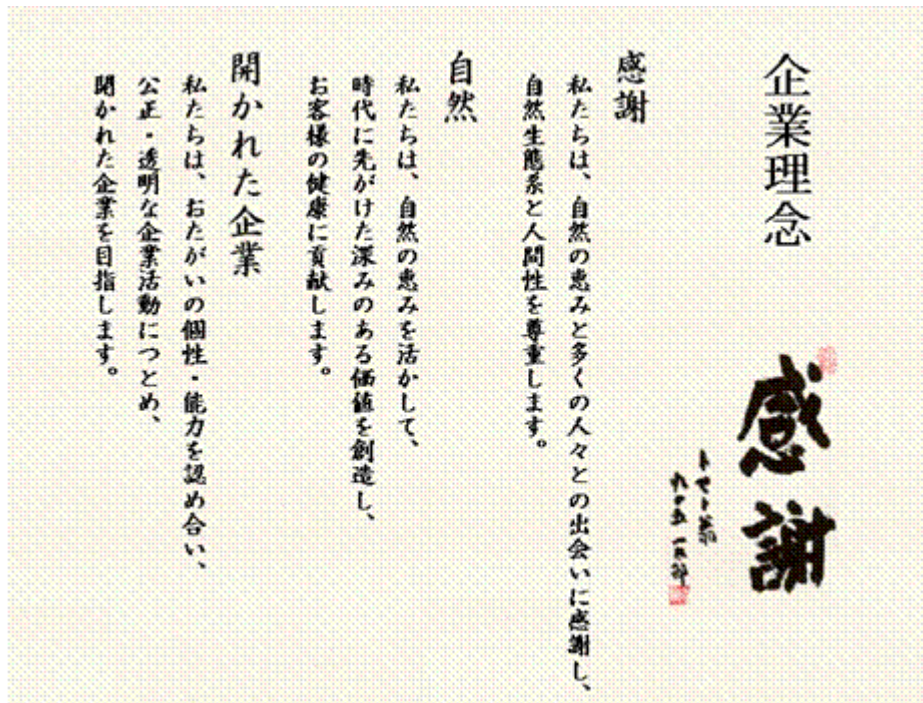 企業理念
感謝
感謝
私たちは、自然の恵みと多くの人々との出会いに感謝し、
自然生態系と人間性を尊重します。
自然
私たちは、自然の恵みを活かして、
時代に先がけた深みのある価値を創造し、
お客様の健康に貢献します。
開かれた企業
私たちは、おたがいの個性・能力を認め合い、
公正・透明な企業活動につとめ、
開かれた企業を目指します。